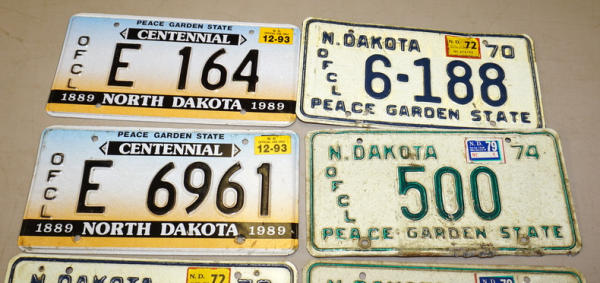 PEACE GARDEN STATE
CENTENNIAL
12-93
OFCL
E 164
1889 NORTH DAKOTA 1989
N. DAKOTA
N.D. 72
70
OFCL
6-188
PEACE GARDEN STATE
PEACE GARDEN STATE
CENTENNIAL
12-93
OFCL
E 6961
1889 NORTH DAKOTA 1989
N. DAKOTA
N.D. 79
74
OFCL
500
PEACE GARDEN STATE
N. DAKOTA
N.D. 72